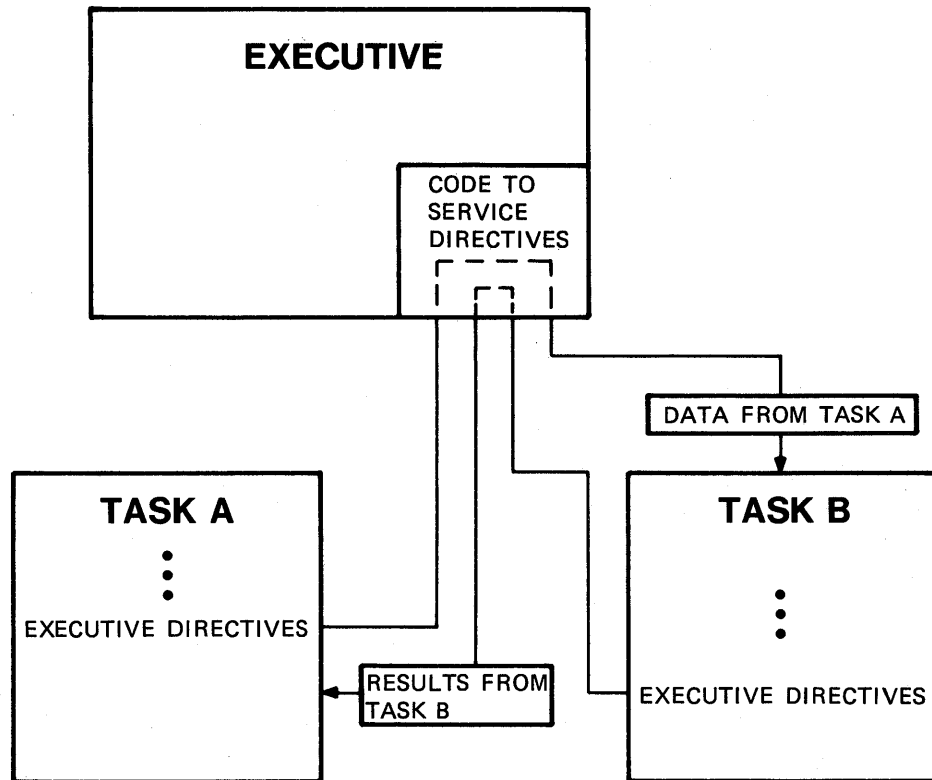 EXECUTIVE
CODE TO
SERVICE
DIRECTIVES
DATA FROM TASK A
TASK A
EXECUTIVE DIRECTIVES
RESULTS FROM
TASK B
TASK B
EXECUTIVE DIRECTIVES